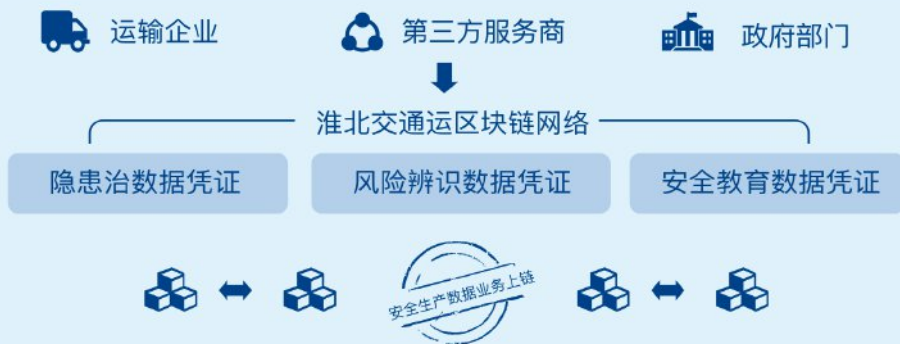 运输企业
第三方服务商
政府部门
淮北交通运区块链网络
隐患治数据凭证
风险辨识数据凭证
安全教育数据凭证
安全生产数据业务上链